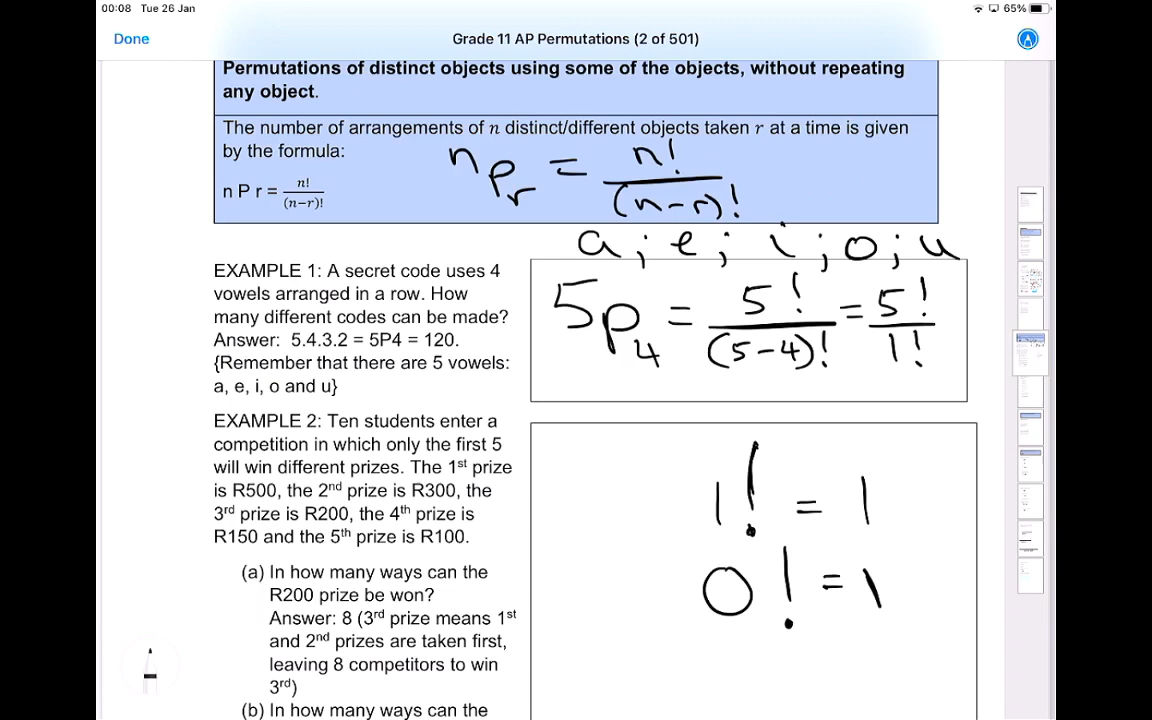 00:08 Tue 26 Jan
65%
Done
Grade 11 AP Permutations (2 of 501)
Permutations of distinct objects using some of the objects, without repeating
any object.
The number of arrangements of n distinct/different objects taken r at a time is given
by the formula:
n P r = n!/(n−r)!
nPr = n!/(n-r)!
a; e; i; o; u
EXAMPLE 1: A secret code uses 4
vowels arranged in a row. How
many different codes can be made?
Answer: 5.4.3.2 = 5P4 = 120.
{Remember that there are 5 vowels:
a, e, i, o and u}
5P4 = 5!/(5-4)! = 5!/1!
EXAMPLE 2: Ten students enter a
competition in which only the first 5
will win different prizes. The 1st prize
is R500, the 2nd prize is R300, the
3rd prize is R200, the 4th prize is
R150 and the 5th prize is R100.
(a) In how many ways can the
R200 prize be won?
Answer: 8 (3rd prize means 1st
and 2nd prizes are taken first,
leaving 8 competitors to win
3rd)
(b) In how many ways can the
1! = 1
0! = 1